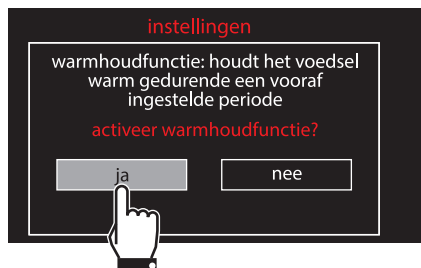 instellingen
warmhoudfunctie: houdt het voedsel
warm gedurende een vooraf
ingestelde periode
activeer warmhoudfunctie?
ja
nee